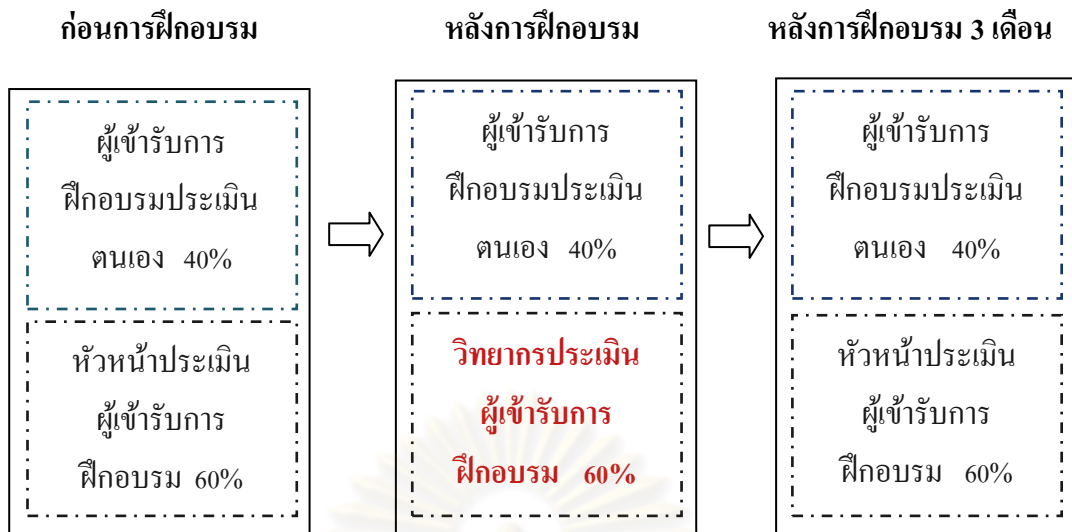 ก่อนการฝึกอบรม
ผู้เข้ารับการ
ฝึกอบรมประเมิน
ตนเอง 40%
หัวหน้าประเมิน
ผู้เข้ารับการ
ฝึกอบรม 60%
หลังการฝึกอบรม
ผู้เข้ารับการ
ฝึกอบรมประเมิน
ตนเอง 40%
วิทยากรประเมิน
ผู้เข้ารับการ
ฝึกอบรม 60%
หลังการฝึกอบรม 3 เดือน
ผู้เข้ารับการ
ฝึกอบรมประเมิน
ตนเอง 40%
หัวหน้าประเมิน
ผู้เข้ารับการ
ฝึกอบรม 60%